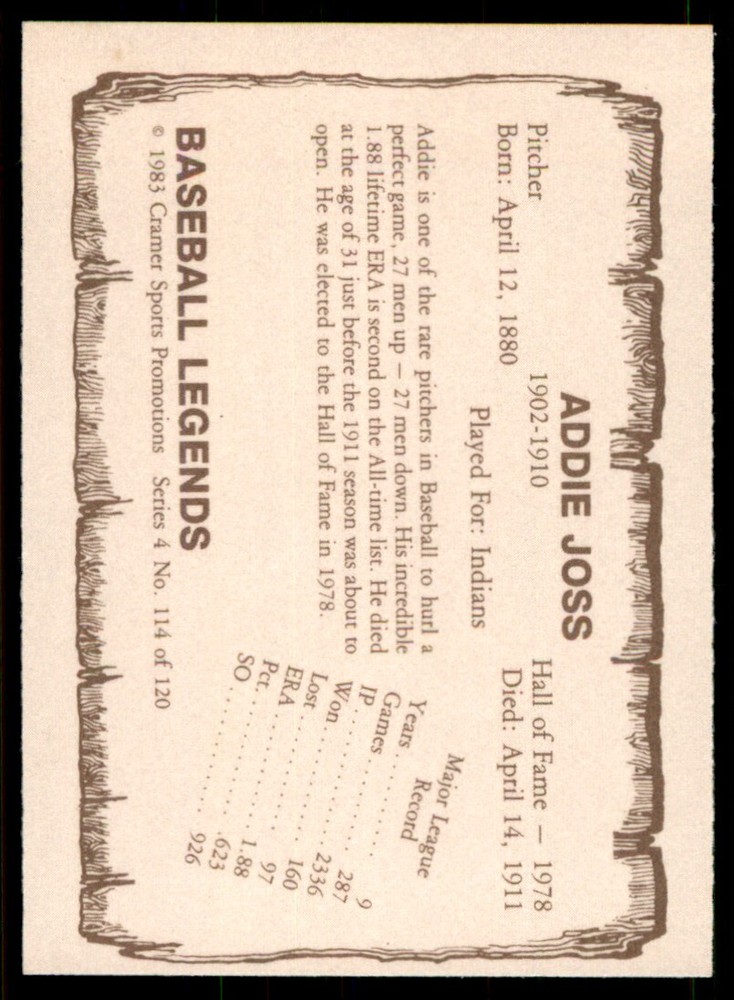 ADDIE JOSS
Pitcher 1902-1910 Hall of Fame — 1978
Born: April 12, 1880 Died: April 14, 1911
Played For: Indians
Addie is one of the rare pitchers in Baseball to hurl a
perfect game, 27 men up — 27 men down. His incredible
1.88 lifetime ERA is second on the All-time list. He died
at the age of 31 just before the 1911 season was about to
open. He was elected to the Hall of Fame in 1978.
Major League
Record
Years . . . . . . . . . 9
Games . . . . . . . . . 287
IP . . . . . . . . . 2336
Won . . . . . . . . . 160
Lost . . . . . . . . . 97
ERA . . . . . . . . . 1.88
Pct. . . . . . . . . . .623
SO . . . . . . . . . 926
BASEBALL LEGENDS
© 1983 Cramer Sports Promotions Series 4 No. 114 of 120